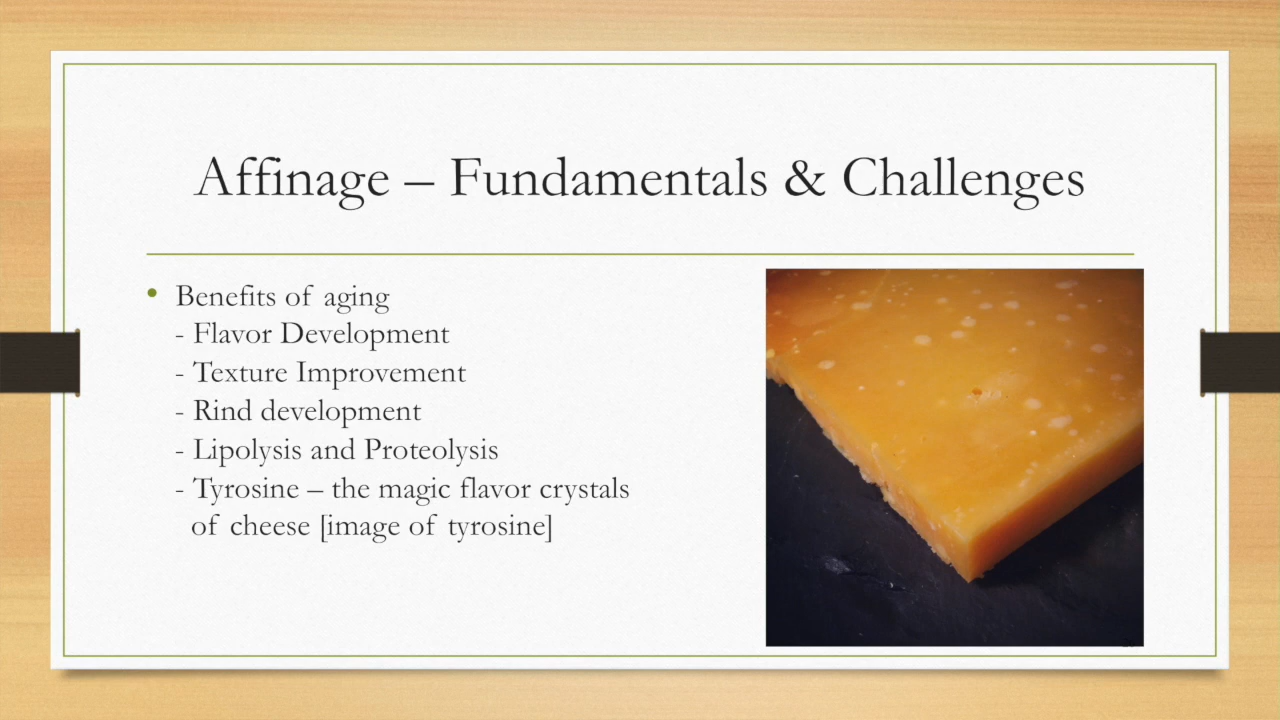 Affinage – Fundamentals & Challenges
• Benefits of aging
- Flavor Development
- Texture Improvement
- Rind development
- Lipolysis and Proteolysis
- Tyrosine – the magic flavor crystals
of cheese [image of tyrosine]